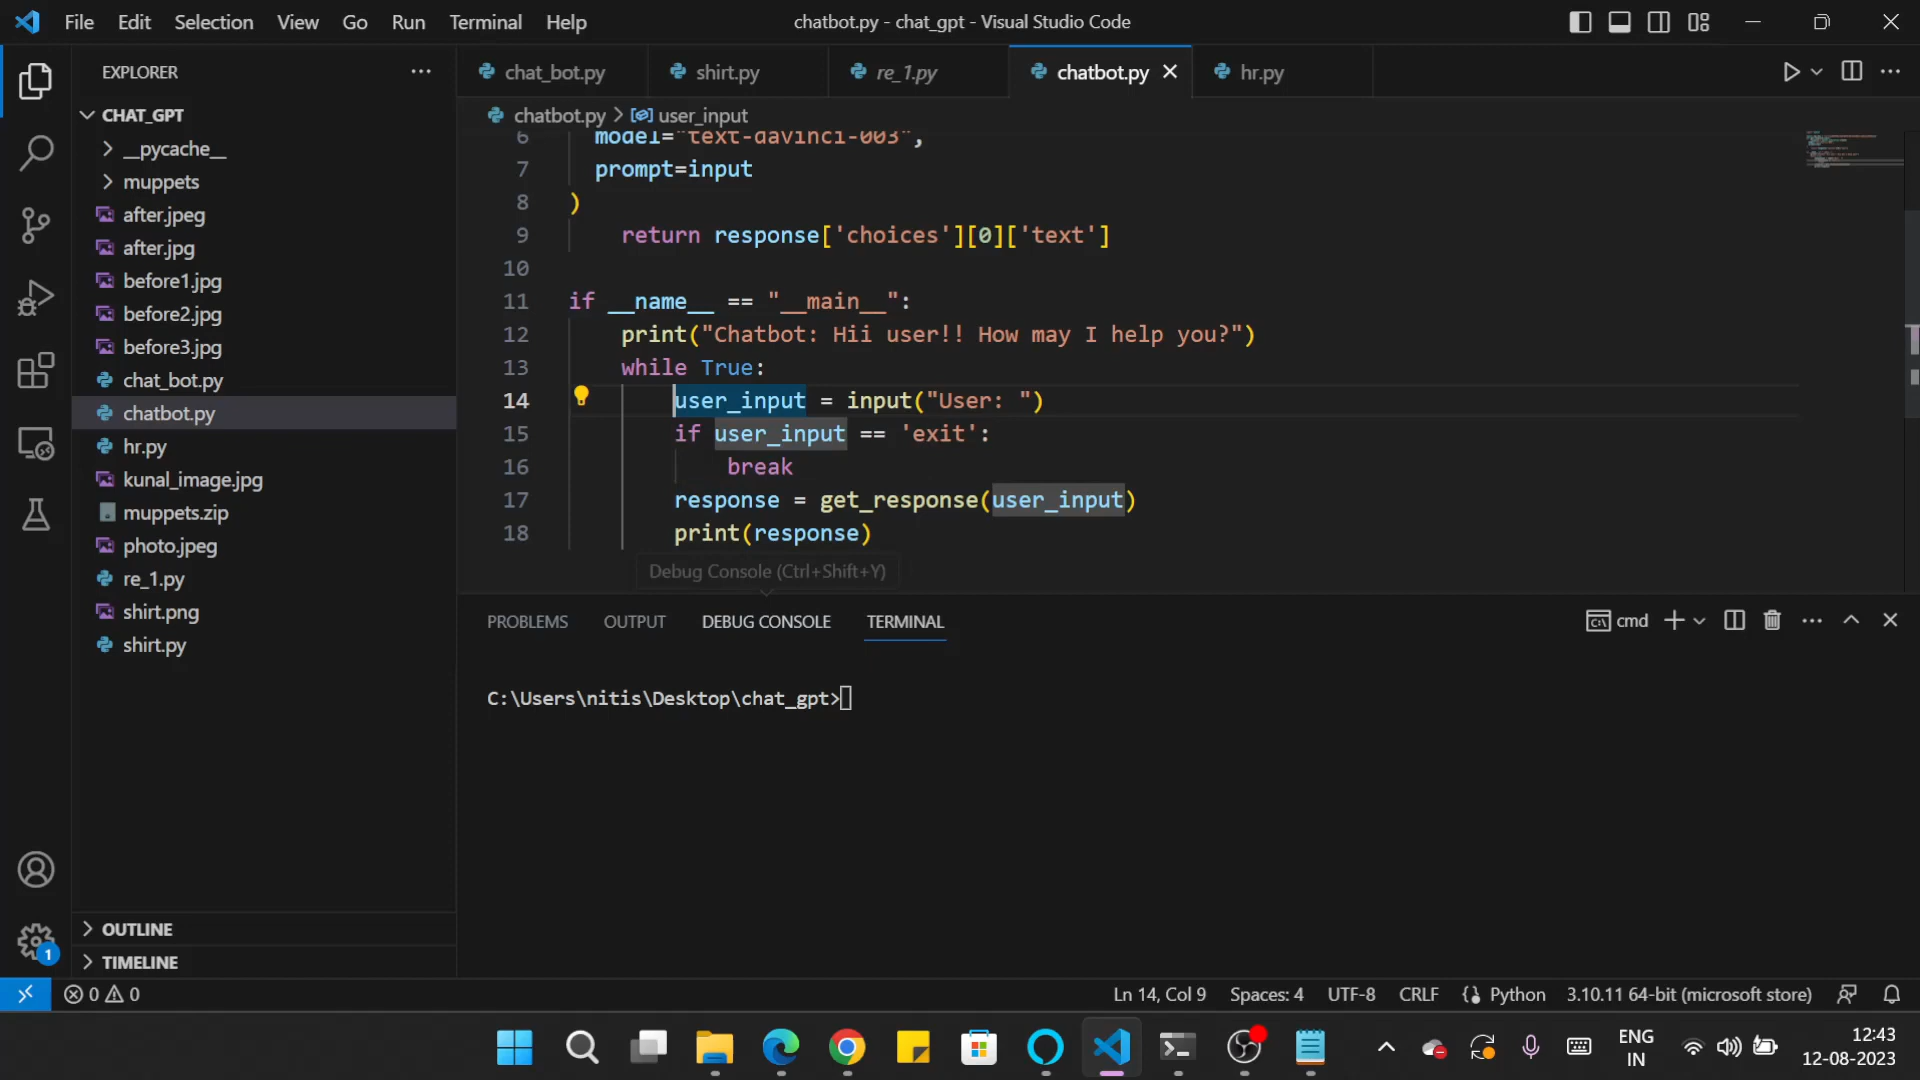 File Edit Selection View Go Run Terminal Help
chatbot.py - chat_gpt - Visual Studio Code
EXPLORER
CHAT_GPT
__pycache__
muppets
after.jpeg
after.jpg
before1.jpg
before2.jpg
before3.jpg
chat_bot.py
chatbot.py
hr.py
kunal_image.jpg
muppets.zip
photo.jpeg
re_1.py
shirt.png
shirt.py
OUTLINE
TIMELINE
chat_bot.py shirt.py re_1.py chatbot.py hr.py
chatbot.py > user_input
6 model="text-davinci-003",
7 prompt=input
8 )
9 return response['choices'][0]['text']
10
11 if __name__ == "__main__":
12 print("Chatbot: Hii user!! How may I help you?")
13 while True:
14 user_input = input("User: ")
15 if user_input == 'exit':
16 break
17 response = get_response(user_input)
18 print(response)
Debug Console (Ctrl+Shift+Y)
PROBLEMS OUTPUT DEBUG CONSOLE TERMINAL
cmd
C:\Users\nitis\Desktop\chat_gpt>
1
0 0
Ln 14, Col 9 Spaces: 4 UTF-8 CRLF Python 3.10.11 64-bit (microsoft store)
ENG
IN
12:43
12-08-2023